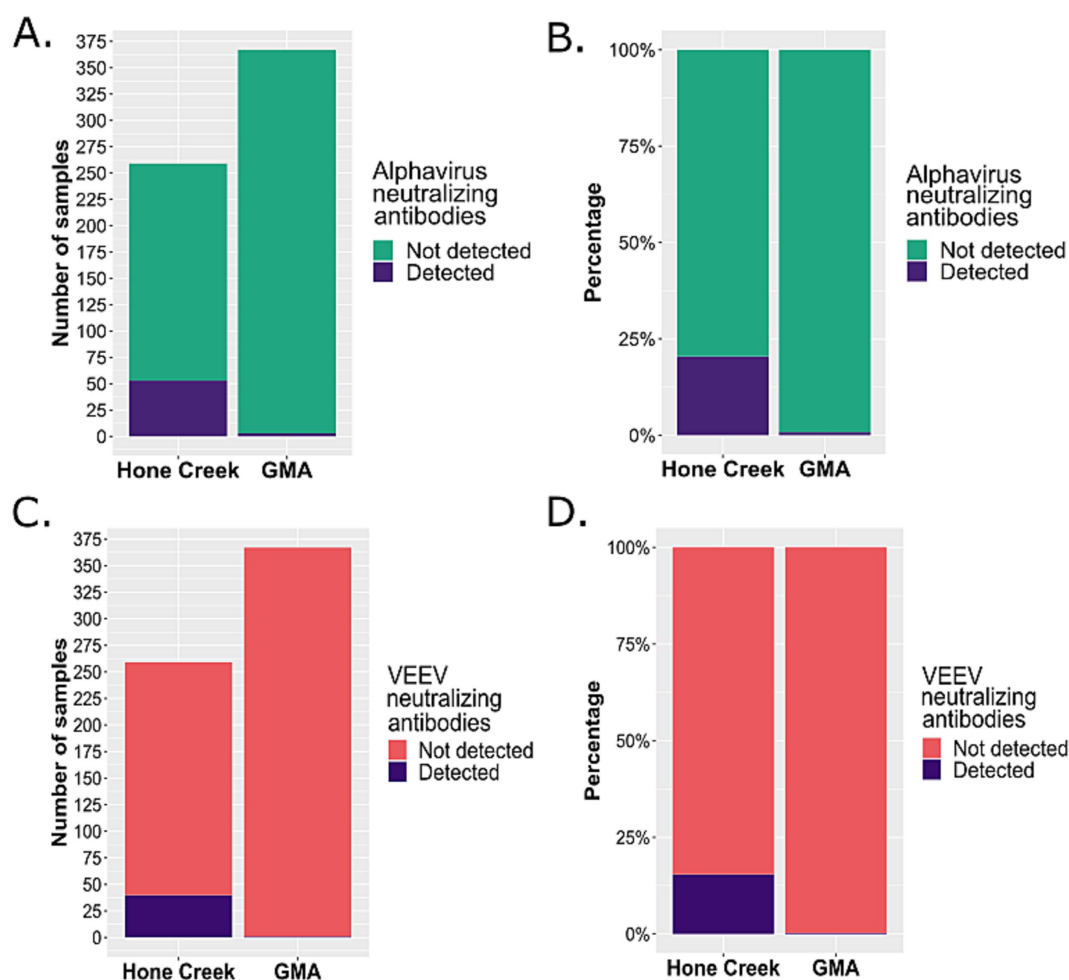 A.
375
350
325
300
275
250
225
200
175
150
125
100
75
50
25
0
Number of samples
Hone Creek GMA
Alphavirus
neutralizing
antibodies
Not detected
Detected
B.
100%
75%
50%
25%
0%
Percentage
Hone Creek GMA
Alphavirus
neutralizing
antibodies
Not detected
Detected
C.
375
350
325
300
275
250
225
200
175
150
125
100
75
50
25
0
Number of samples
Hone Creek GMA
VEEV
neutralizing
antibodies
Not detected
Detected
D.
100%
75%
50%
25%
0%
Percentage
Hone Creek GMA
VEEV
neutralizing
antibodies
Not detected
Detected